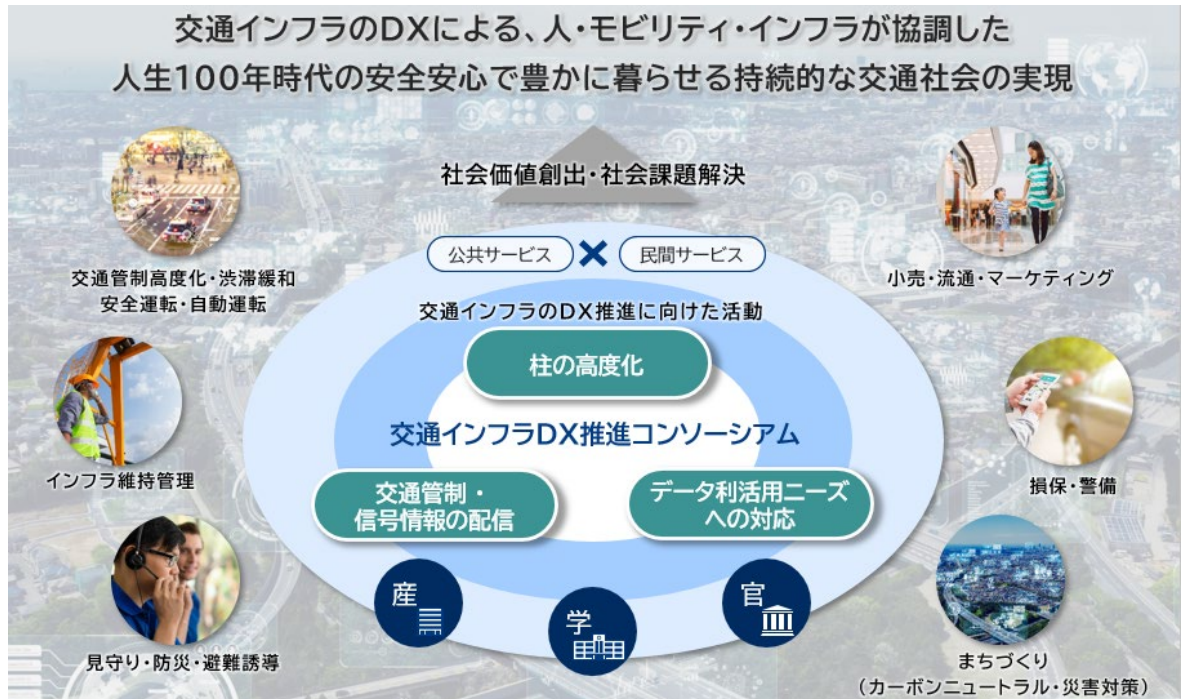 交通インフラのDXによる、人・モビリティ・インフラが協調した
人生100年時代の安全安心で豊かに暮らせる持続的な交通社会の実現
社会価値創出・社会課題解決
公共サービス × 民間サービス
交通インフラのDX推進に向けた活動
柱の高度化
交通インフラDX推進コンソーシアム
交通管制・
信号情報の配信
データ利活用ニーズ
への対応
産
学
官
交通管制高度化・渋滞緩和
安全運転・自動運転
インフラ維持管理
見守り・防災・避難誘導
小売・流通・マーケティング
損保・警備
まちづくり
（カーボンニュートラル・災害対策）